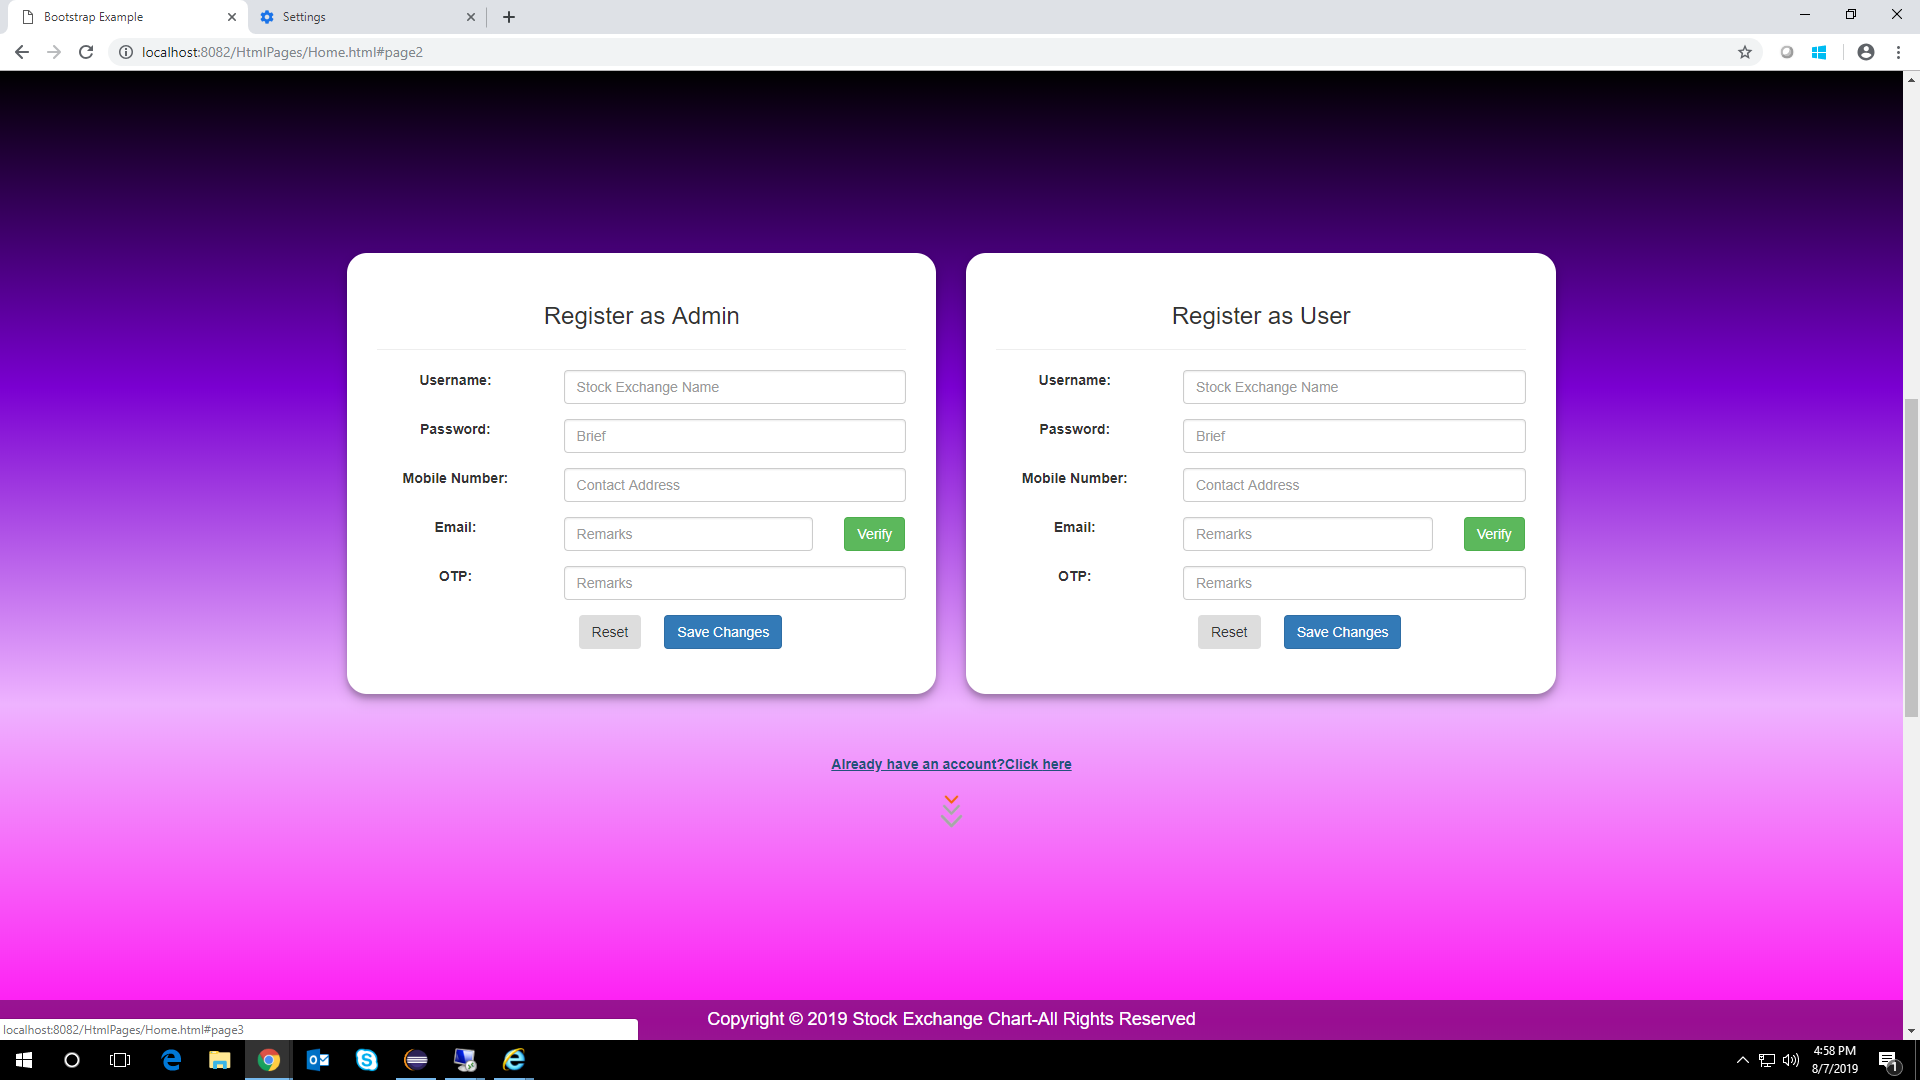 Bootstrap Example
Settings
localhost:8082/HtmlPages/Home.html#page2
Register as Admin
Username:
Stock Exchange Name
Password:
Brief
Mobile Number:
Contact Address
Email:
Remarks
Verify
OTP:
Remarks
Reset
Save Changes
Register as User
Username:
Stock Exchange Name
Password:
Brief
Mobile Number:
Contact Address
Email:
Remarks
Verify
OTP:
Remarks
Reset
Save Changes
Already have an account?Click here
Copyright © 2019 Stock Exchange Chart-All Rights Reserved
localhost:8082/HtmlPages/Home.html#page3
4:58 PM
8/7/2019
1